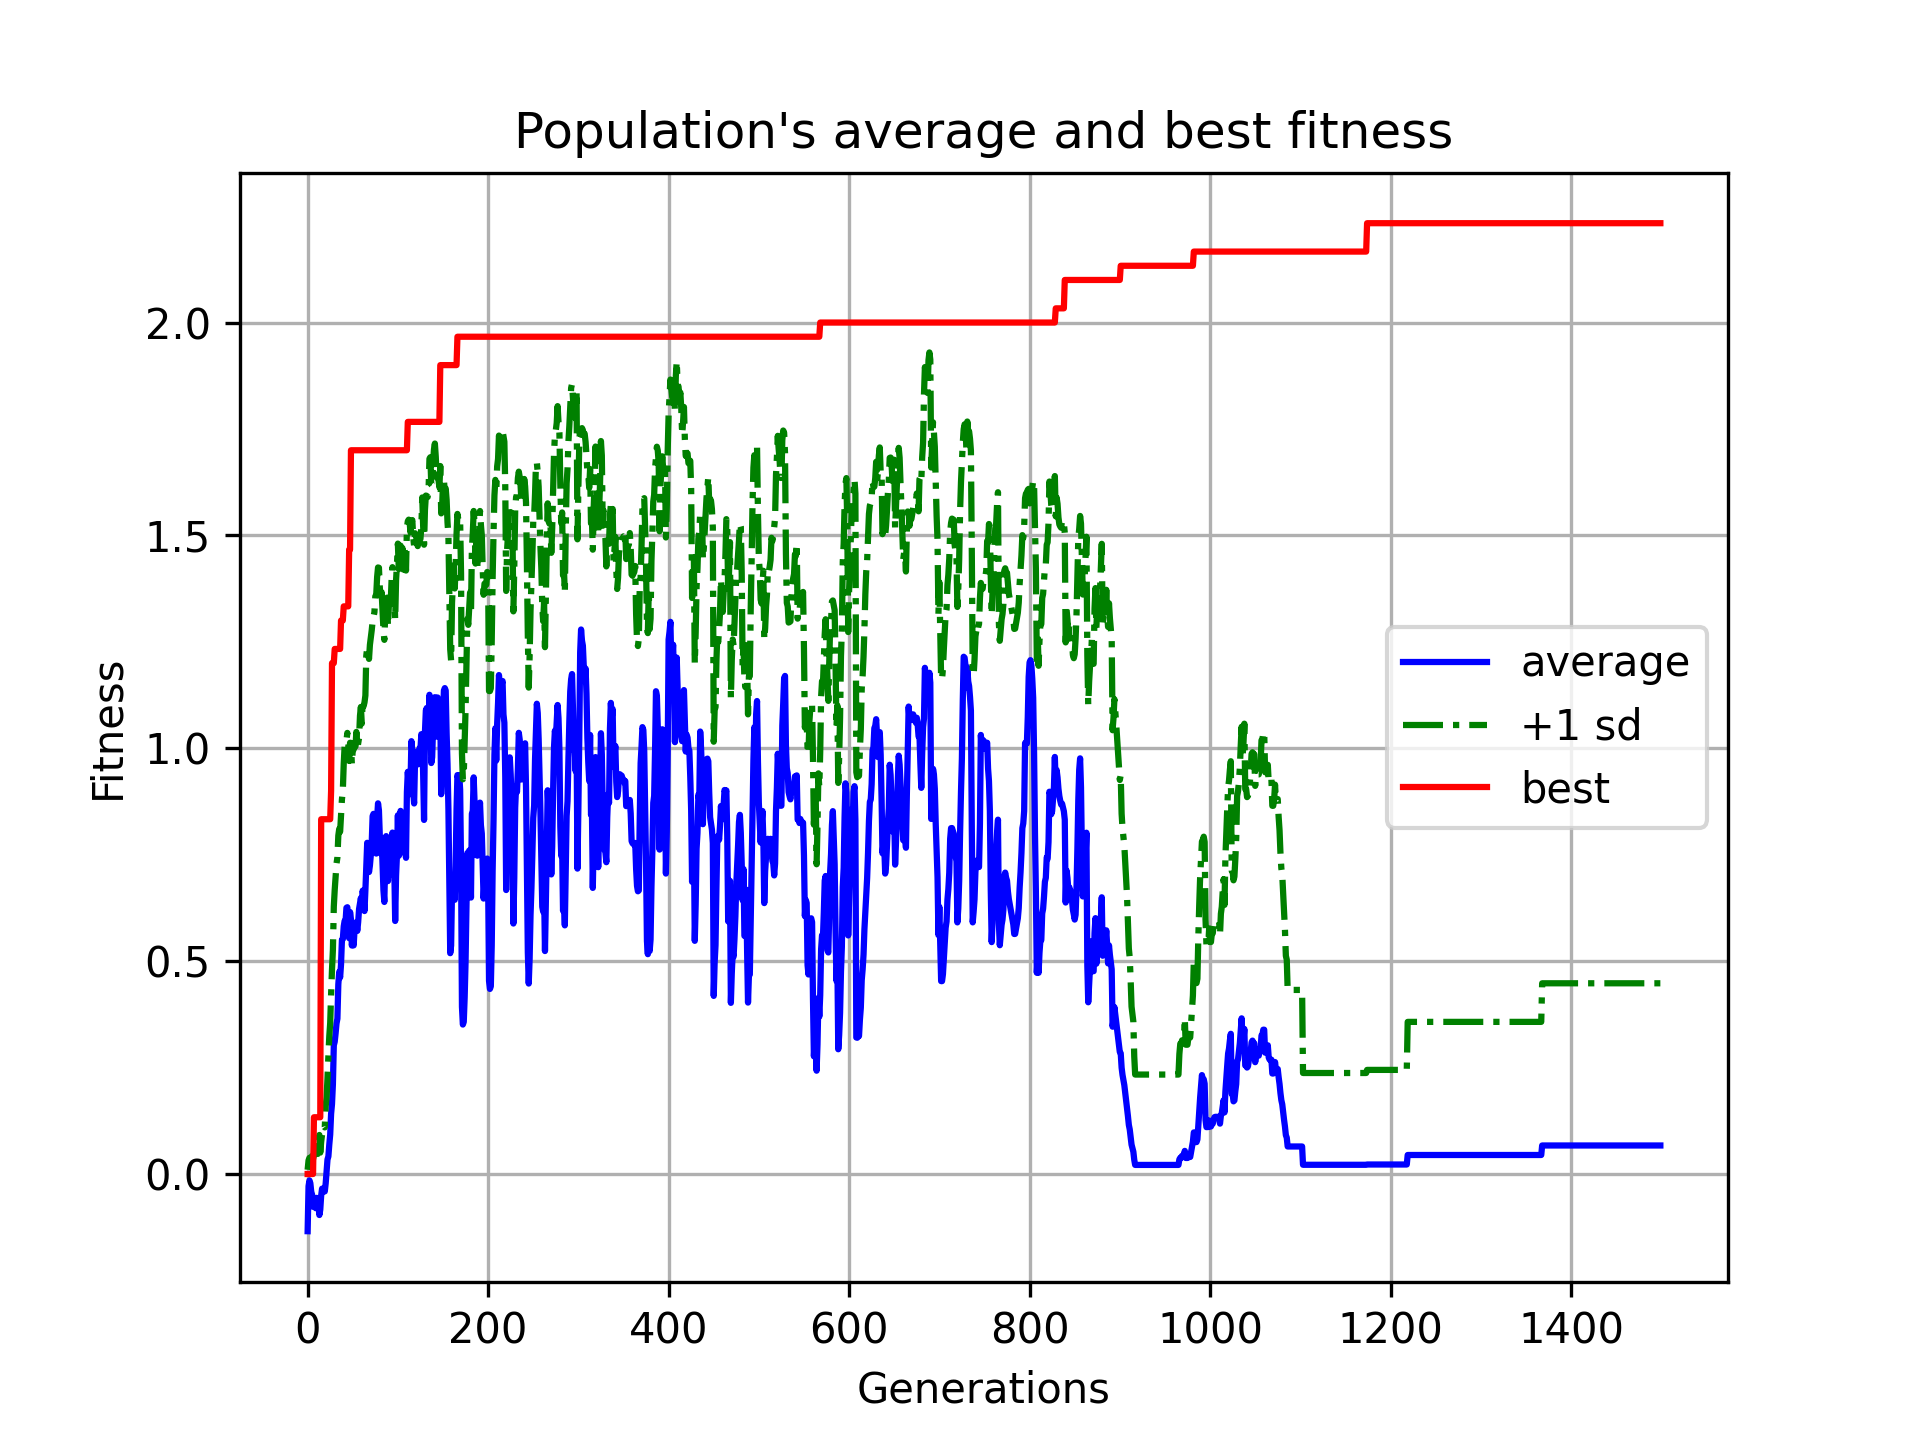 Population's average and best fitness
Fitness
2.0
1.5
1.0
0.5
0.0
average
+1 sd
best
0 200 400 600 800 1000 1200 1400
Generations